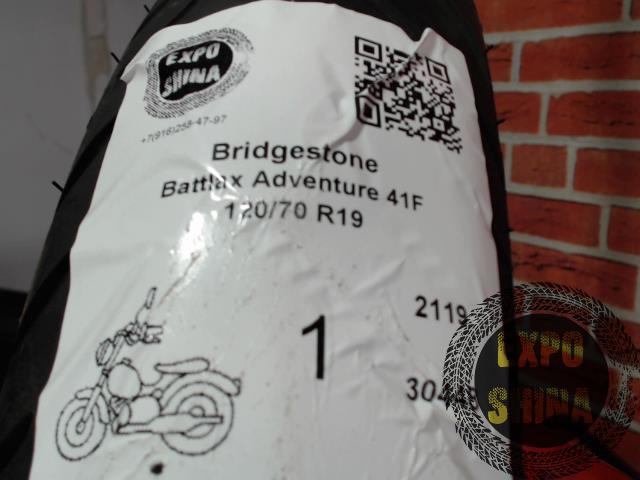 EXPO
SHINA
+7(916)258-47-97
Bridgestone
Battlax Adventure 41F
120/70 R19
1
2119
EXPO
SHINA